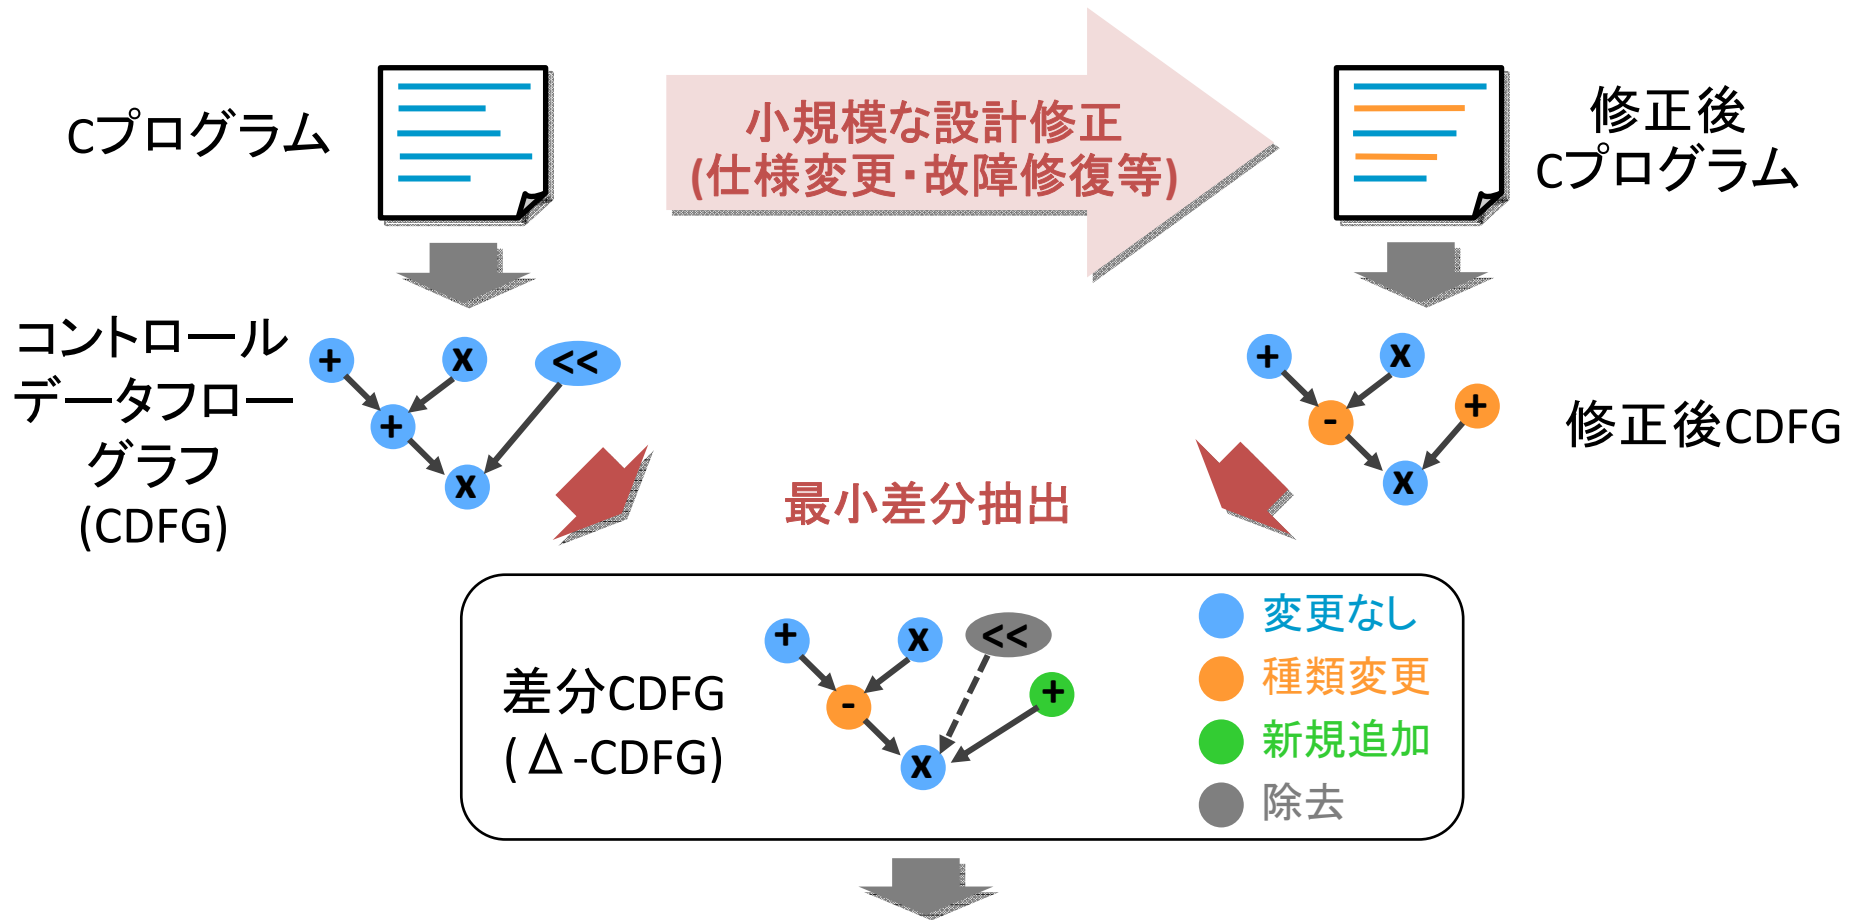 Cプログラム
小規模な設計修正
(仕様変更・故障修復等)
修正後
Cプログラム
コントロール
データフロー
グラフ
(CDFG)
+
x
<<
+
x
+
x
-
+
x
修正後CDFG
最小差分抽出
差分CDFG
(Δ-CDFG)
+
x
<<
-
+
x
変更なし
種類変更
新規追加
除去